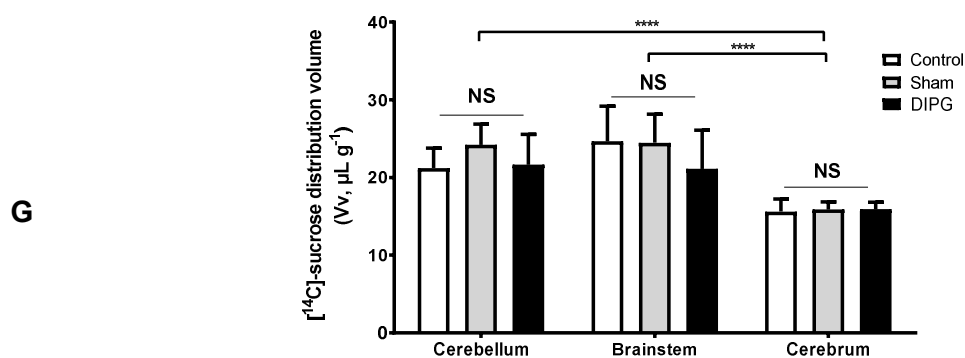 G
[¹⁴C]-sucrose distribution volume
(Vv, µL g⁻¹)
40
30
20
10
0
****
****
NS
NS
NS
Control
Sham
DIPG
Cerebellum
Brainstem
Cerebrum